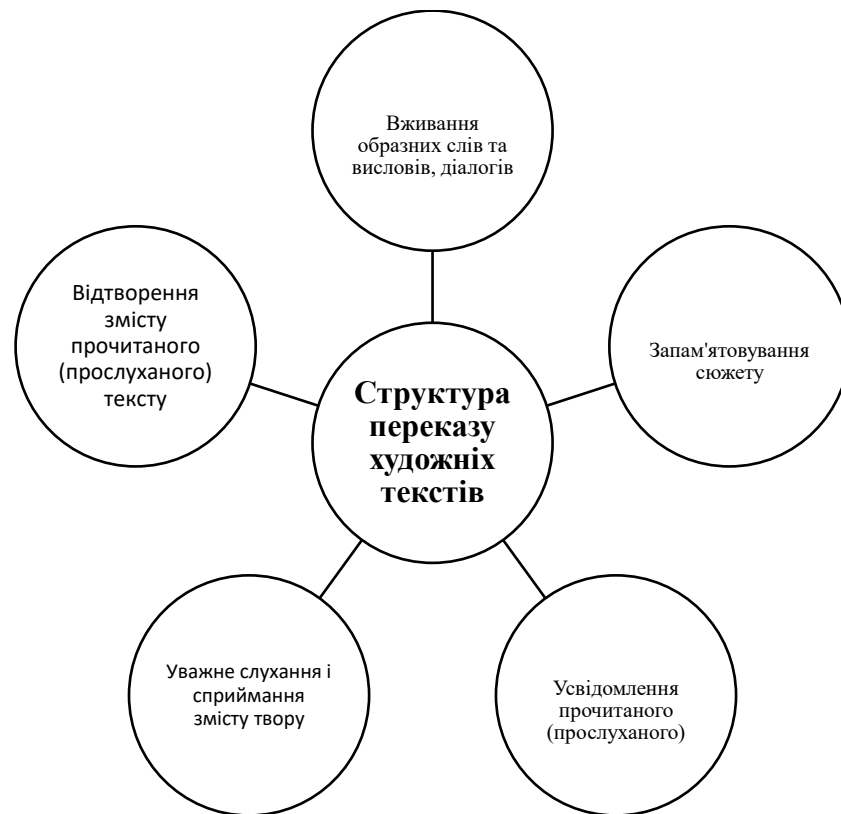 Вживання
образних слів та
висловів, діалогів
Відтворення
змісту
прочитаного
(прослуханого)
тексту
Запам'ятовування
сюжету
Структура
переказу
художніх
текстів
Уважне слухання і
сприймання
змісту твору
Усвідомлення
прочитаного
(прослуханого)